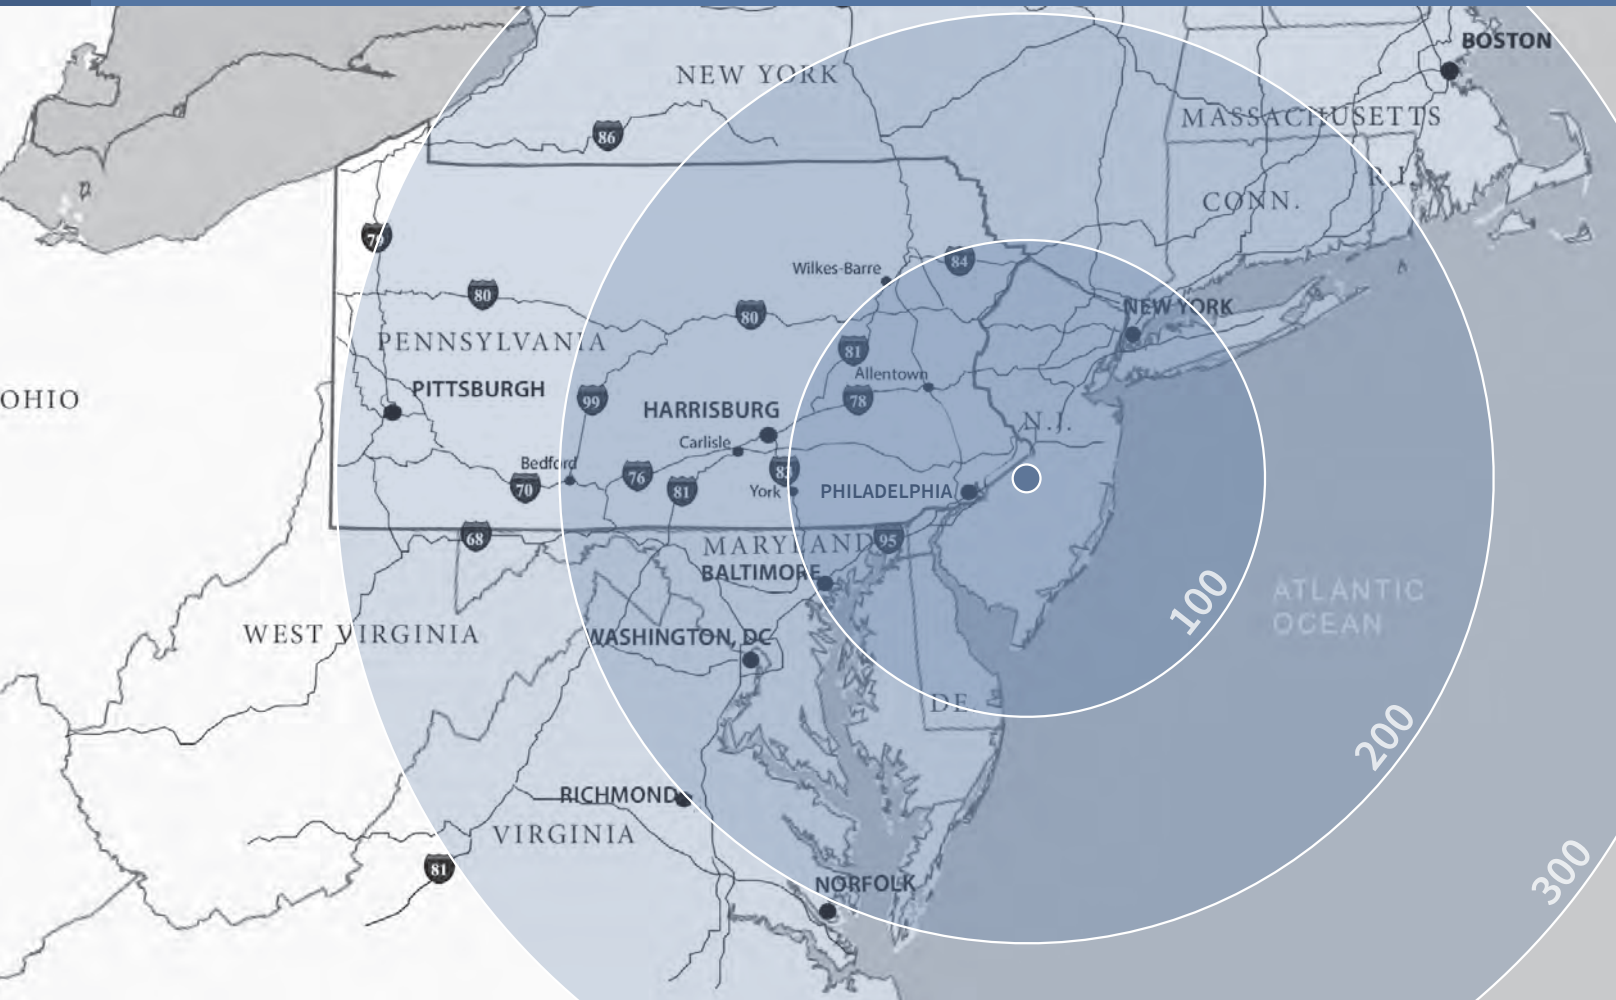 BOSTON
NEW YORK
MASSACHUSETTS
86
R.I.
CONN.
79
84
Wilkes-Barre
80
80
NEW YORK
PENNSYLVANIA
81
Allentown
PITTSBURGH
OHIO
99
78
HARRISBURG
N.J.
Carlisle
Bedford
76
83
70
81
York
PHILADELPHIA
68
MARYLAND
95
BALTIMORE
100
ATLANTIC
OCEAN
WEST VIRGINIA
WASHINGTON, DC
DE
200
RICHMOND
VIRGINIA
81
NORFOLK
300